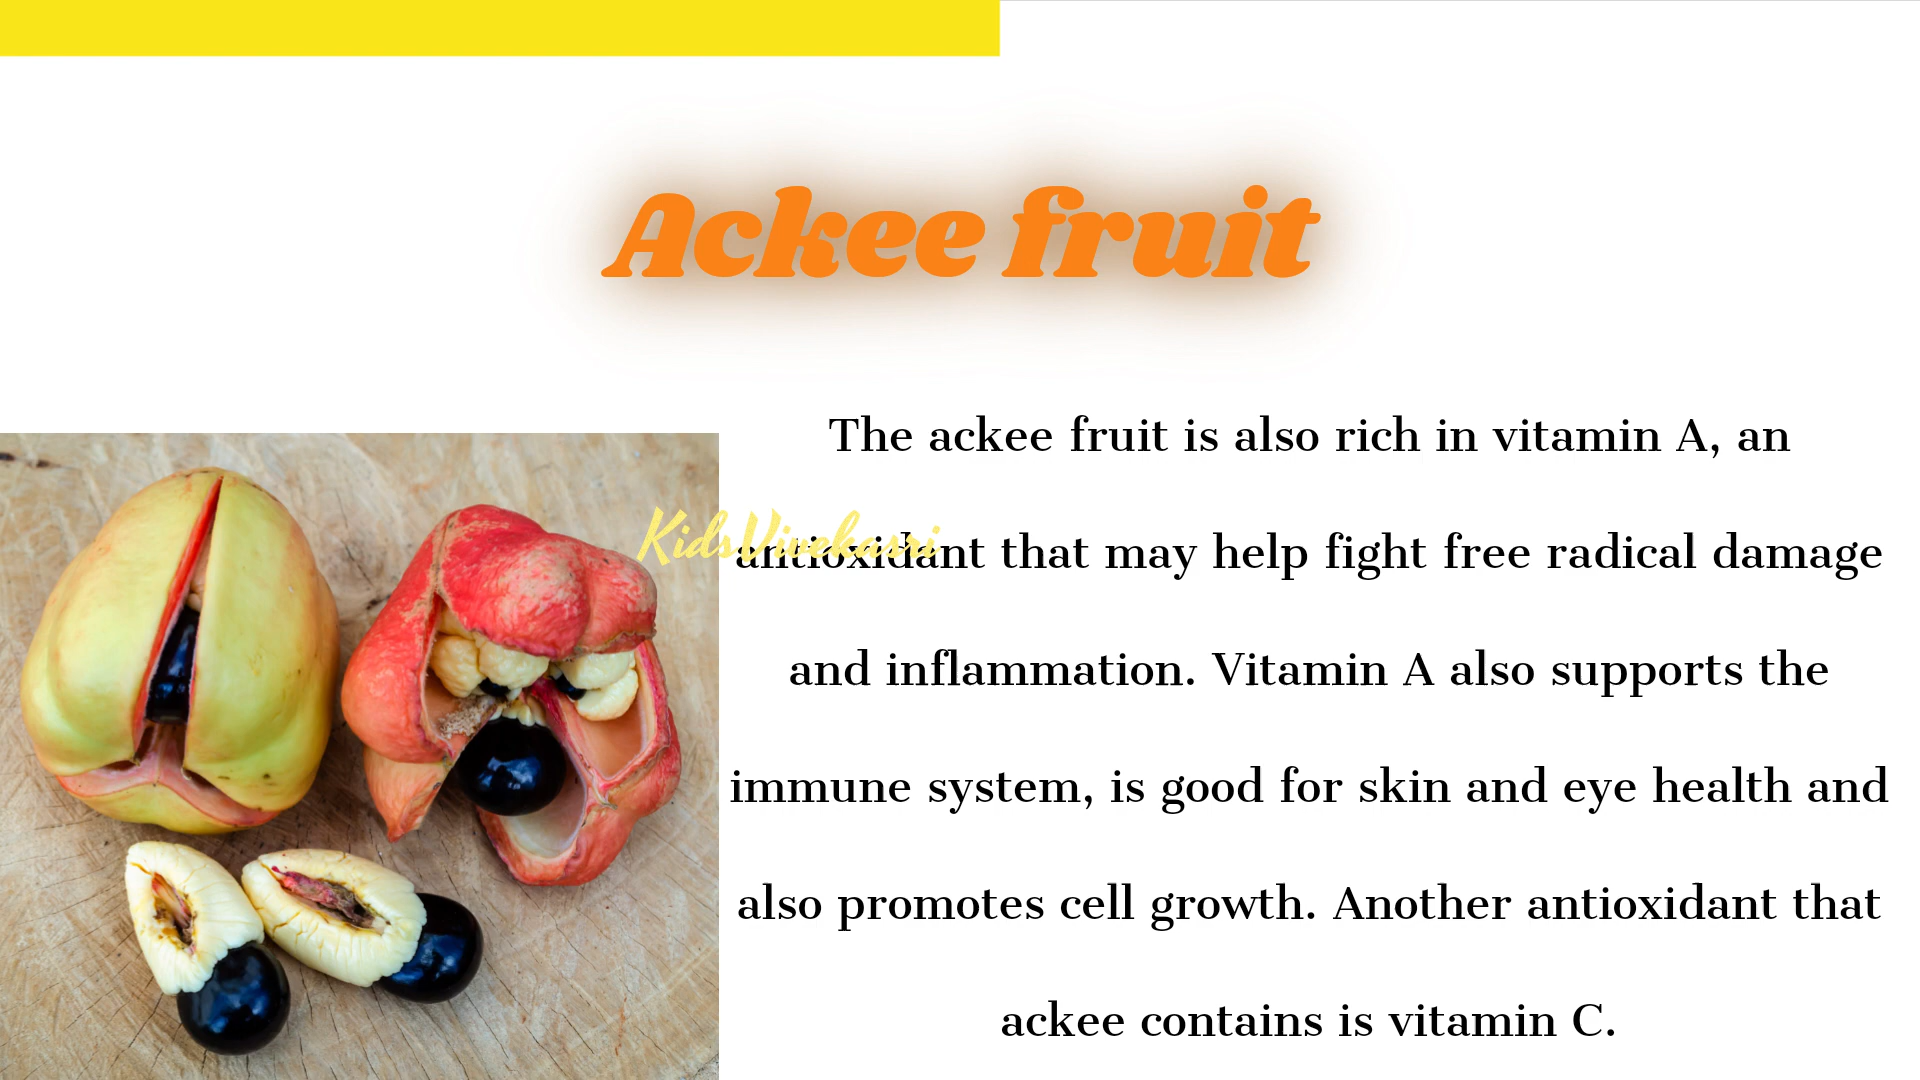 Ackee fruit
The ackee fruit is also rich in vitamin A, an
KidsVivekasri
antioxidant that may help fight free radical damage
and inflammation. Vitamin A also supports the
immune system, is good for skin and eye health and
also promotes cell growth. Another antioxidant that
ackee contains is vitamin C.